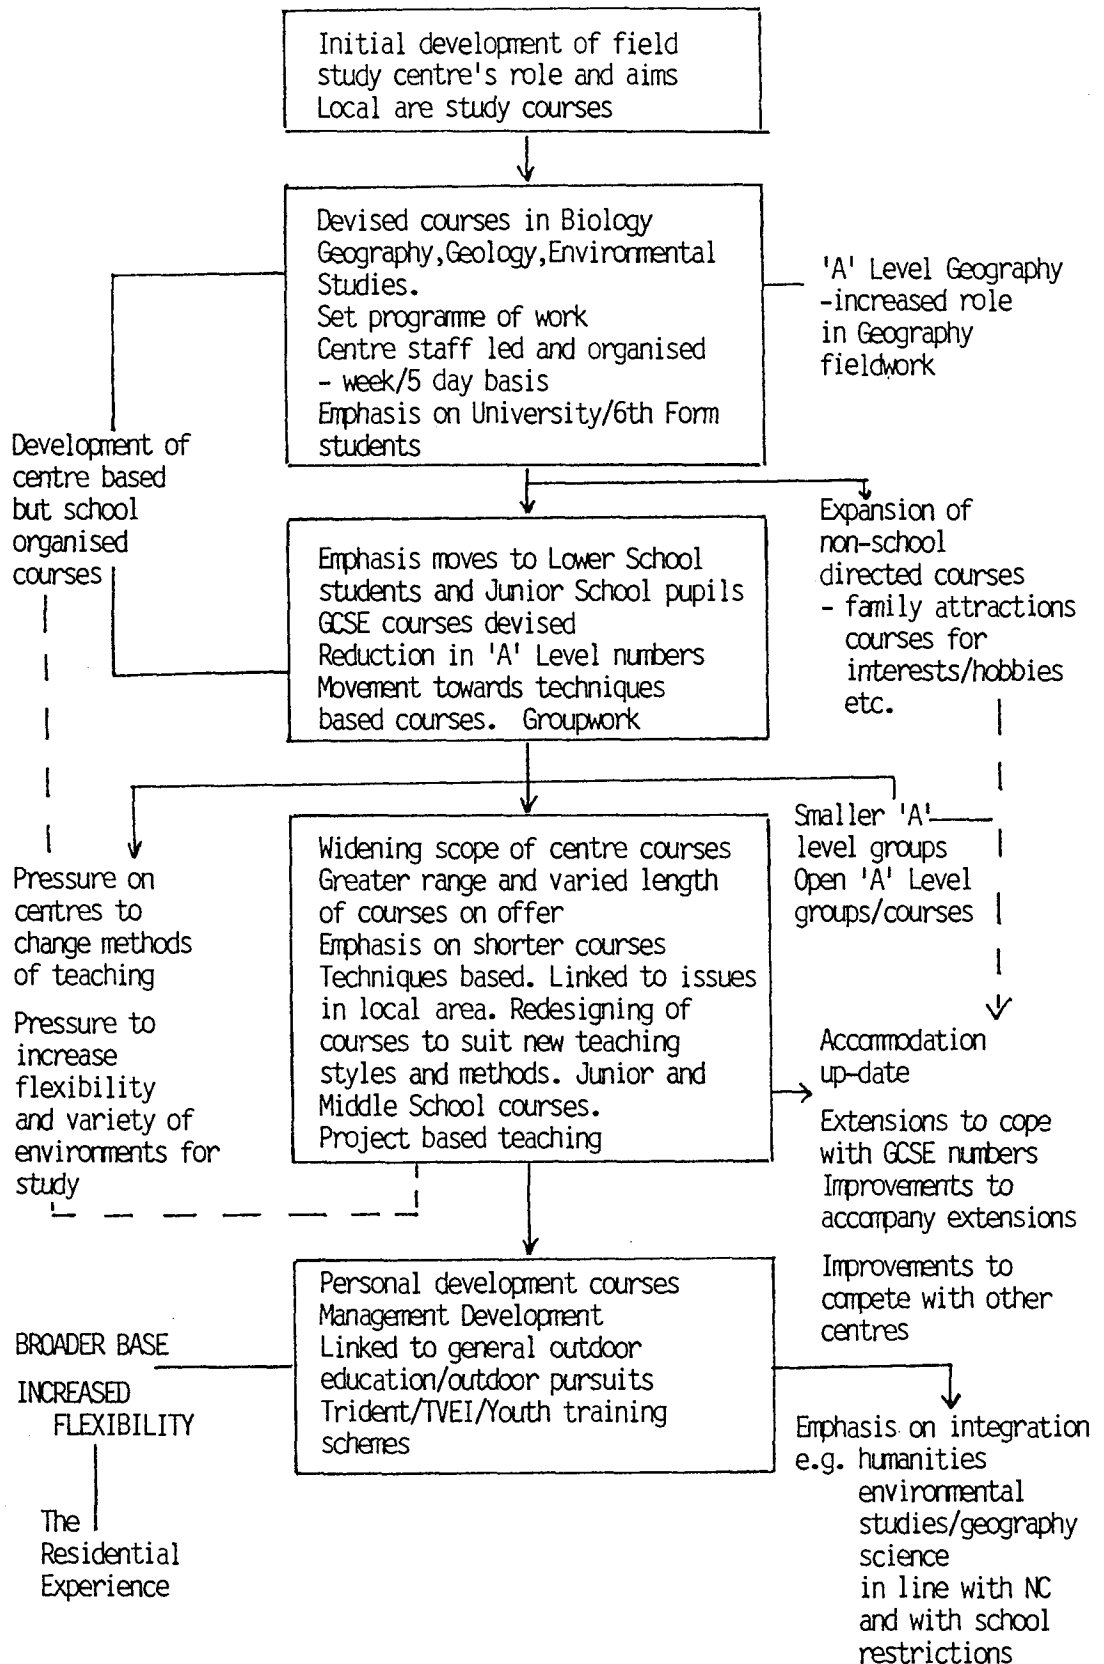 Initial development of field
study centre's role and aims
Local are study courses
Devised courses in Biology
Geography,Geology,Environmental
Studies.
Set programme of work
Centre staff led and organised
- week/5 day basis
Emphasis on University/6th Form
students
'A' Level Geography
-increased role
in Geography
fieldwork
Development of
centre based
but school
organised
courses
Emphasis moves to Lower School
students and Junior School pupils
GCSE courses devised
Reduction in 'A' Level numbers
Movement towards techniques
based courses. Groupwork
Expansion of
non-school
directed courses
- family attractions
courses for
interests/hobbies
etc.
Pressure on
centres to
change methods
of teaching
Pressure to
increase
flexibility
and variety of
environments for
study
Widening scope of centre courses
Greater range and varied length
of courses on offer
Emphasis on shorter courses
Techniques based. Linked to issues
in local area. Redesigning of
courses to suit new teaching
styles and methods. Junior and
Middle School courses.
Project based teaching
Smaller 'A'
level groups
Open 'A' Level
groups/courses
Accommodation
up-date
Extensions to cope
with GCSE numbers
Improvements to
accompany extensions
Improvements to
compete with other
centres
Personal development courses
Management Development
Linked to general outdoor
education/outdoor pursuits
Trident/TVEI/Youth training
schemes
BROADER BASE
INCREASED
FLEXIBILITY
The
Residential
Experience
Emphasis on integration
e.g. humanities
environmental
studies/geography
science
in line with NC
and with school
restrictions